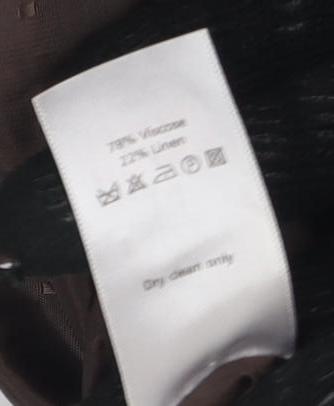 78% Viscose
22% Linen
Dry clean only